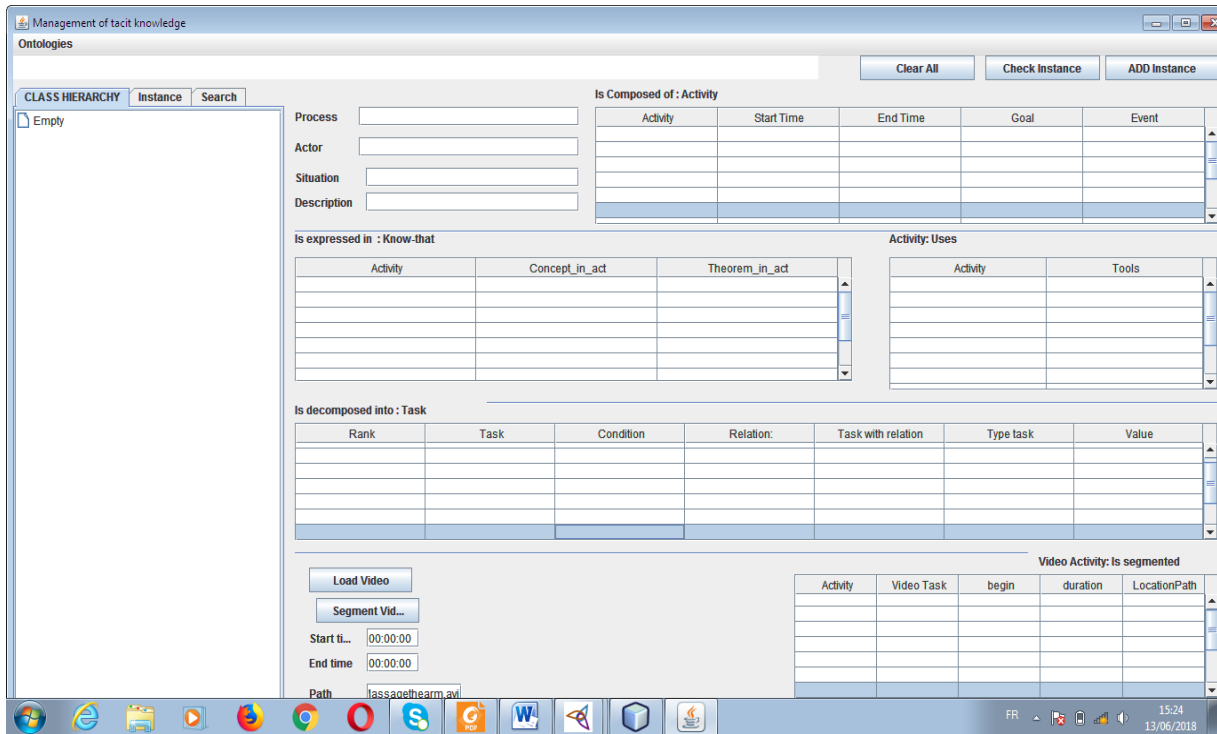 Management of tacit knowledge
Ontologies
Clear All Check Instance ADD Instance
CLASS HIERARCHY Instance Search
Empty
Process
Actor
Situation
Description
Is Composed of : Activity
Activity Start Time End Time Goal Event
Is expressed in : Know-that
Activity Concept_in_act Theorem_in_act
Activity: Uses
Activity Tools
Is decomposed into : Task
Rank Task Condition Relation: Task with relation Type task Value
Load Video
Segment Vid...
Start ti... 00:00:00
End time 00:00:00
Path tassagethearm.avi
Video Activity: Is segmented
Activity Video Task begin duration LocationPath
PDF
FR
15:24
13/06/2018